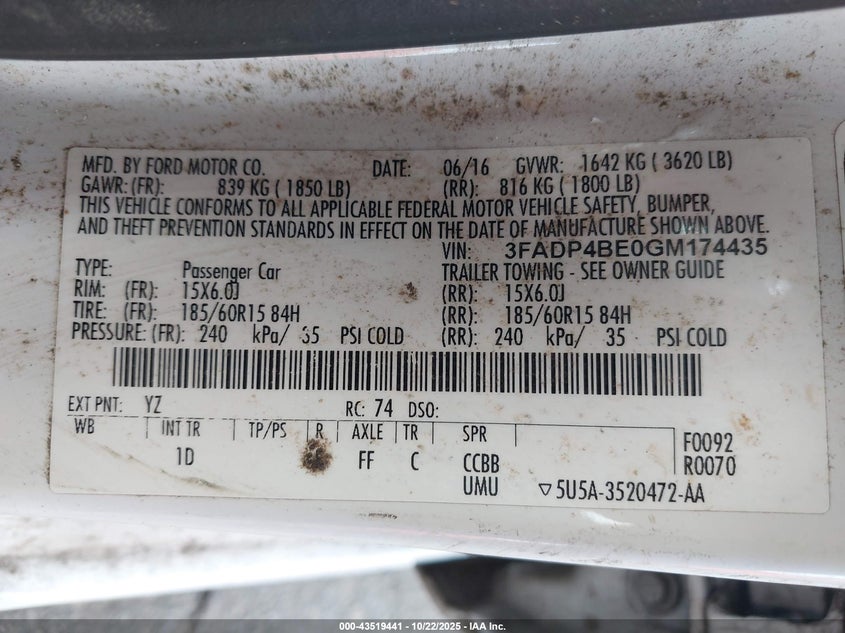 MFD. BY FORD MOTOR CO. DATE: 06/16 GVWR: 1642 KG ( 3620 LB)
GAWR: (FR): 839 KG ( 1850 LB) (RR): 816 KG ( 1800 LB)
THIS VEHICLE CONFORMS TO ALL APPLICABLE FEDERAL MOTOR VEHICLE SAFETY, BUMPER,
AND THEFT PREVENTION STANDARDS IN EFFECT ON THE DATE OF MANUFACTURE SHOWN ABOVE.
VIN: 3FADP4BE0GM174435
TYPE: Passenger Car TRAILER TOWING - SEE OWNER GUIDE
RIM: (FR): 15X6.0J (RR): 15X6.0J
TIRE: (FR): 185/60R15 84H (RR): 185/60R15 84H
PRESSURE: (FR): 240 kPa/ 35 PSI COLD (RR): 240 kPa/ 35 PSI COLD
EXT PNT: YZ RC: 74 DSO:
WB INT TR TP/PS R AXLE TR SPR F0092
1D FF C CCBB R0070
UMU ▽5U5A-3520472-AA
000-43519441 - 10/22/2025 - IAA Inc.